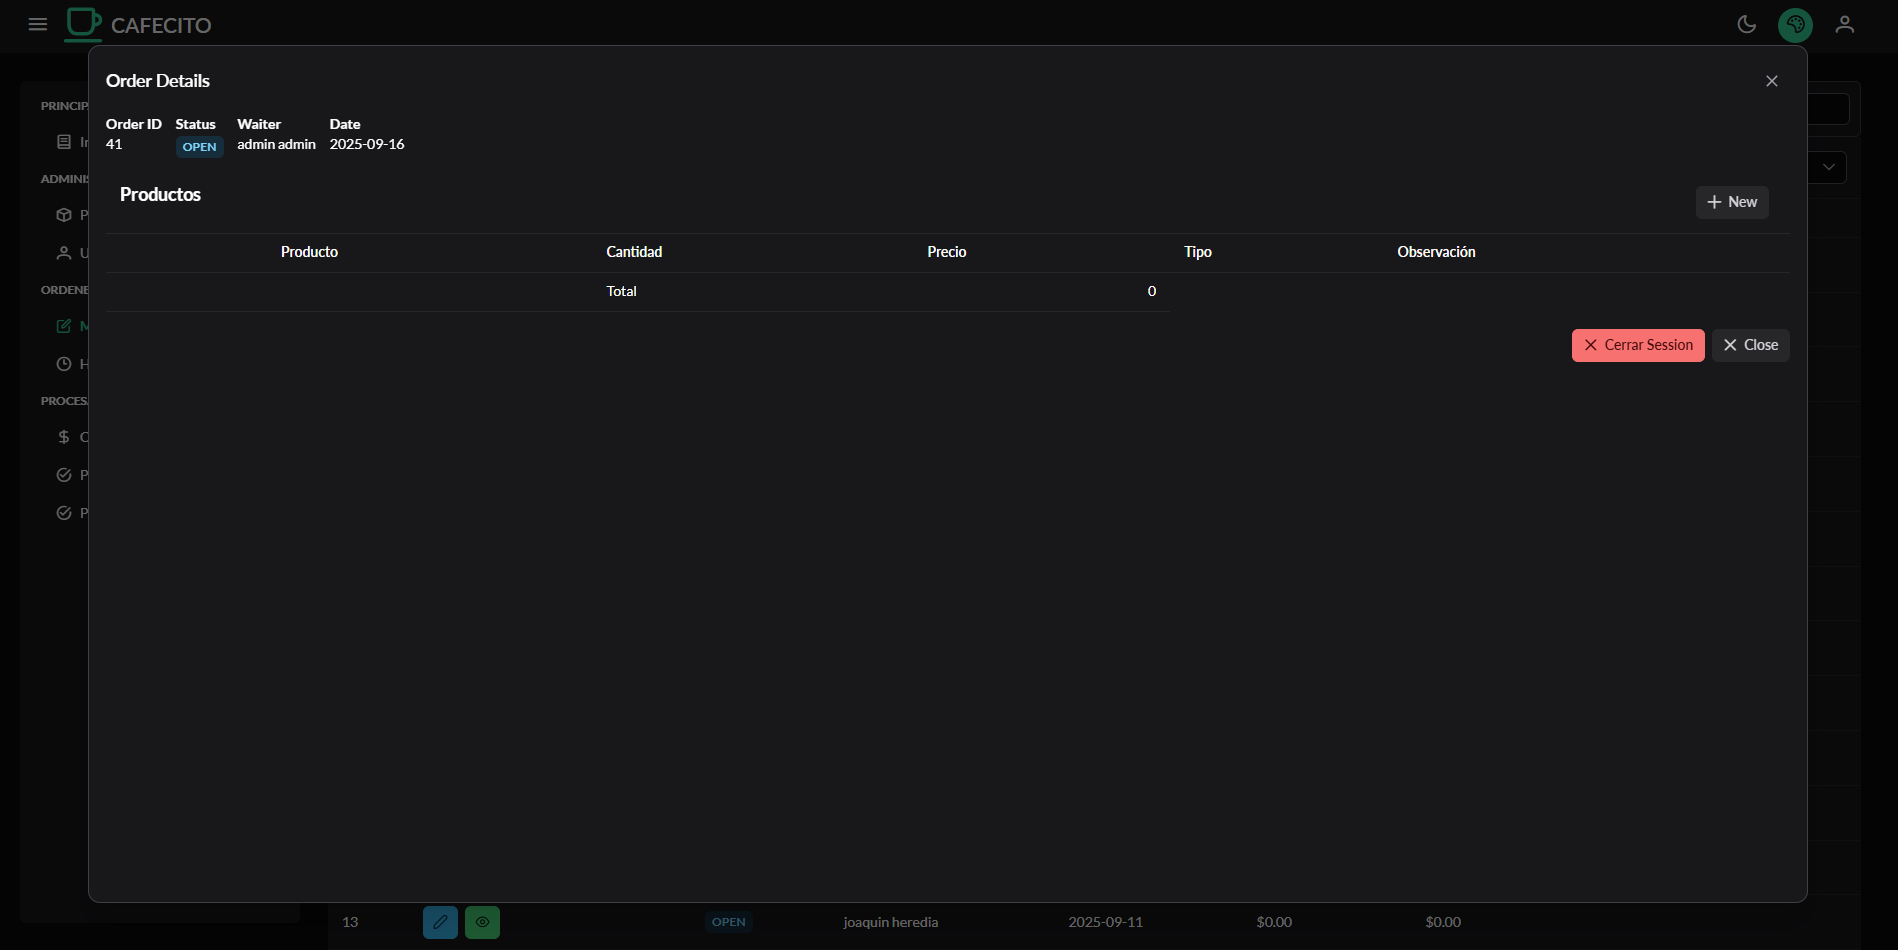 CAFECITO
Order Details
Order ID Status Waiter Date
41 OPEN admin admin 2025-09-16
Productos
New
Producto Cantidad Precio Tipo Observación
Total 0
Cerrar Session Close
PRINCIP
ADMINIS
P
U
ORDENE
H
PROCES
P
P
13 OPEN joaquin heredia 2025-09-11 $0.00 $0.00